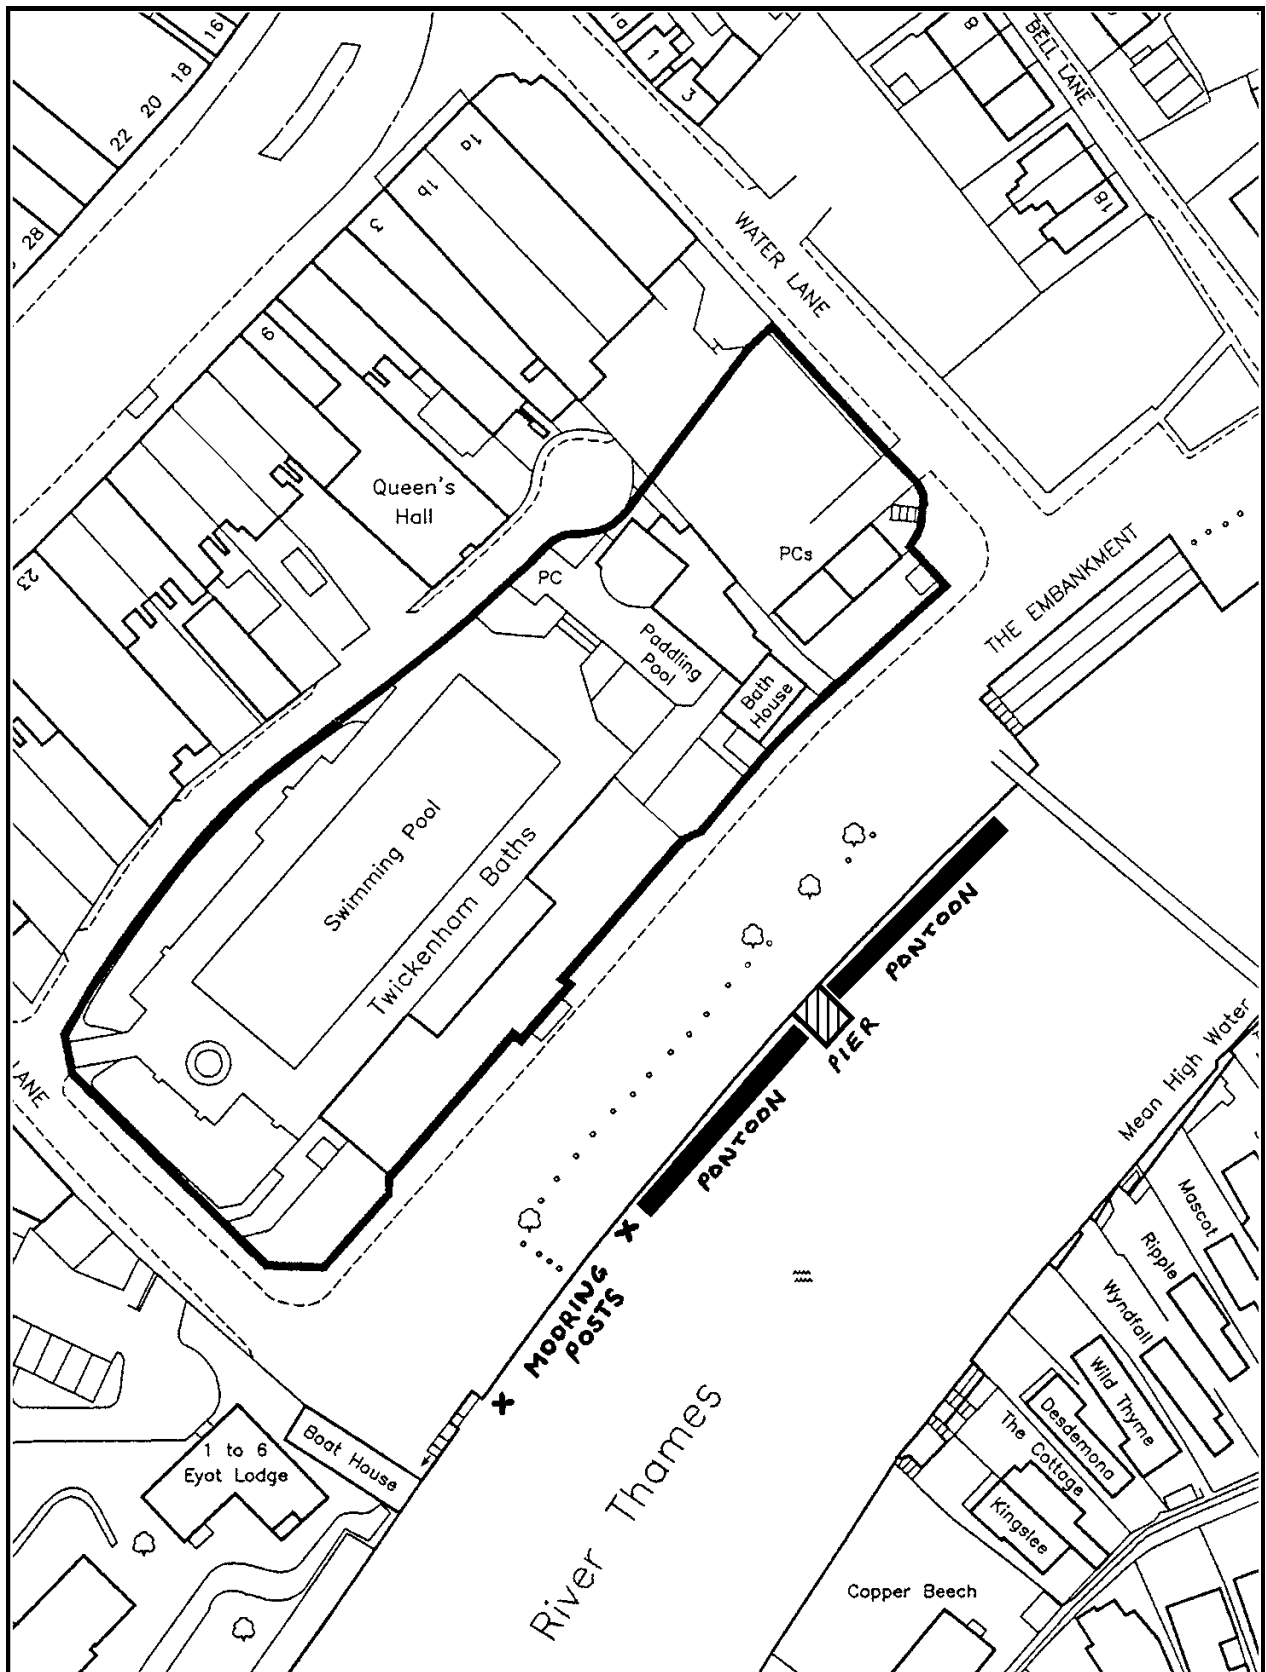 16
18
20
22
28
1a
1
3
8
BELL LANE
18
1a
1b
3
9
23
WATER LANE
Queen's
Hall
PC
PCs
THE EMBANKMENT
Paddling
Pool
Bath
House
Swimming Pool
Twickenham Baths
PONTOON
PIER
PONTOON
MOORING
POSTS
LANE
Mean High Water
Mascot
Ripple
Wyndfall
Wild Thyme
Desdemona
The Cottage
Kingslee
Copper Beech
Boat House
1 to 6
Eyot Lodge
River Thames